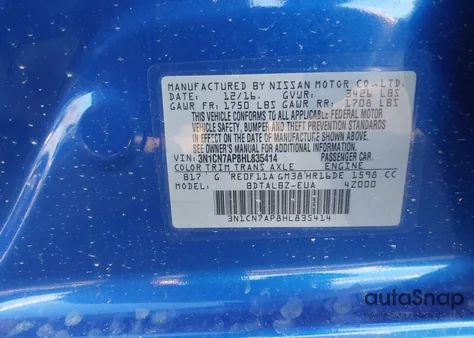 MANUFACTURED BY NISSAN MOTOR CO.,LTD.
DATE: 12/16. GVWR: 3426 LBS
GAWR FR: 1750 LBS GAWR RR: 1708 LBS
THIS VEHICLE CONFORMS TO ALL APPLICABLE FEDERAL MOTOR
VEHICLE SAFETY, BUMPER AND THEFT PREVENTION STANDARDS
IN EFFECT ON THE DATE OF MANUFACTURE SHOWN ABOVE.
SEE OWNER'S MANUAL FOR ADDITIONAL INFORMATION.
VIN: 3N1CN7AP8HL835414 PASSENGER CAR.
COLOR TRIM TRANS AXLE ENGINE
B17 G RE0F11A GM38 HR16DE 1598 CC
MODEL: BDTALBZ-EUA 4Z000
3N1CN7AP8HL835414
autoSnap